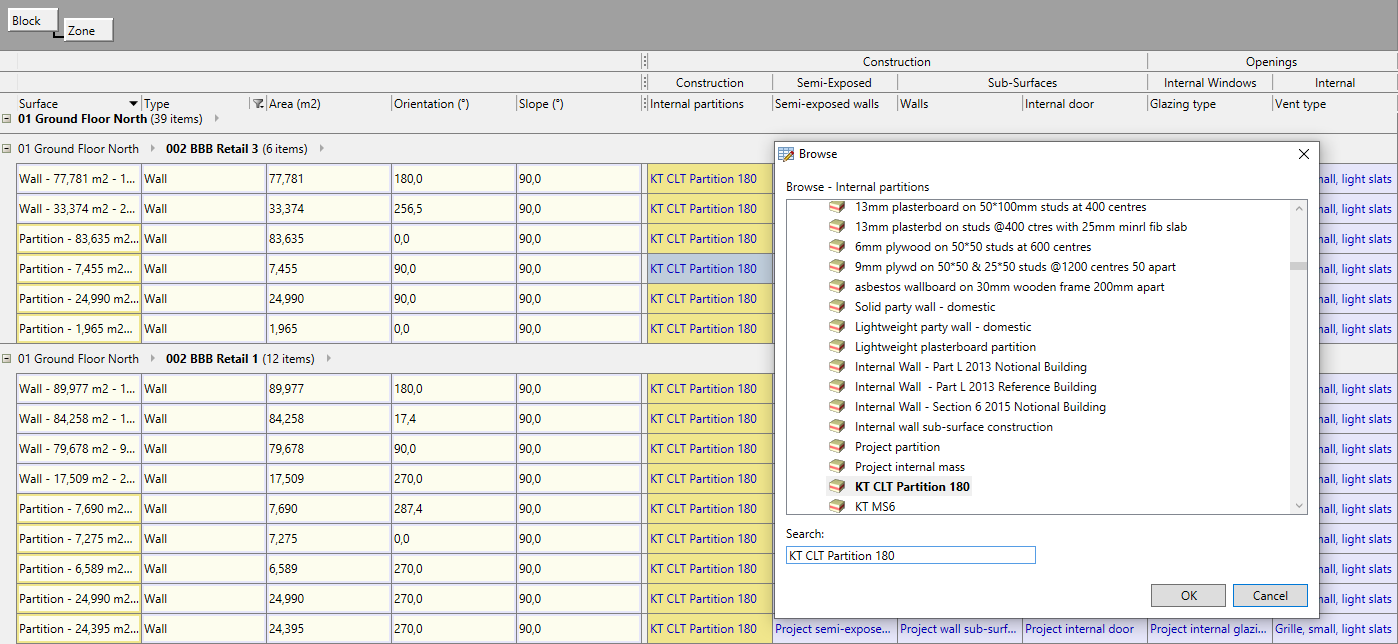 Block
Zone
Construction Openings
Construction Semi-Exposed Sub-Surfaces Internal Windows Internal
Surface Type Area (m2) Orientation (°) Slope (°) Internal partitions Semi-exposed walls Walls Internal door Glazing type Vent type
01 Ground Floor North (39 items)
01 Ground Floor North 002 BBB Retail 3 (6 items)
Wall - 77,781 m2 - 1... Wall 77,781 180,0 90,0 KT CLT Partition 180 all, light slats
Wall - 33,374 m2 - 2... Wall 33,374 256,5 90,0 KT CLT Partition 180 all, light slats
Partition - 83,635 m2... Wall 83,635 0,0 90,0 KT CLT Partition 180 all, light slats
Partition - 7,455 m2... Wall 7,455 90,0 90,0 KT CLT Partition 180 all, light slats
Partition - 24,990 m2... Wall 24,990 90,0 90,0 KT CLT Partition 180 all, light slats
Partition - 1,965 m2... Wall 1,965 0,0 90,0 KT CLT Partition 180 all, light slats
01 Ground Floor North 002 BBB Retail 1 (12 items)
Wall - 89,977 m2 - 1... Wall 89,977 180,0 90,0 KT CLT Partition 180 all, light slats
Wall - 84,258 m2 - 1... Wall 84,258 17,4 90,0 KT CLT Partition 180 all, light slats
Wall - 79,678 m2 - 9... Wall 79,678 90,0 90,0 KT CLT Partition 180 all, light slats
Wall - 17,509 m2 - 2... Wall 17,509 270,0 90,0 KT CLT Partition 180 all, light slats
Partition - 7,690 m2... Wall 7,690 287,4 90,0 KT CLT Partition 180 all, light slats
Partition - 7,275 m2... Wall 7,275 0,0 90,0 KT CLT Partition 180 all, light slats
Partition - 6,589 m2... Wall 6,589 270,0 90,0 KT CLT Partition 180 all, light slats
Partition - 24,990 m2... Wall 24,990 270,0 90,0 KT CLT Partition 180 all, light slats
Partition - 24,395 m2... Wall 24,395 270,0 90,0 KT CLT Partition 180 Project semi-expose... Project wall sub-surf... Project internal door Project internal glazi... Grille, small, light slats
Browse
Browse - Internal partitions
13mm plasterboard on 50*100mm studs at 400 centres
13mm plasterbd on studs @400 ctres with 25mm minrl fib slab
6mm plywood on 50*50 studs at 600 centres
9mm plywd on 50*50 & 25*50 studs @1200 centres 50 apart
asbestos wallboard on 30mm wooden frame 200mm apart
Solid party wall - domestic
Lightweight party wall - domestic
Lightweight plasterboard partition
Internal Wall - Part L 2013 Notional Building
Internal Wall  - Part L 2013 Reference Building
Internal Wall - Section 6 2015 Notional Building
Internal wall sub-surface construction
Project partition
Project internal mass
KT CLT Partition 180
KT MS6
Search:
KT CLT Partition 180
OK Cancel